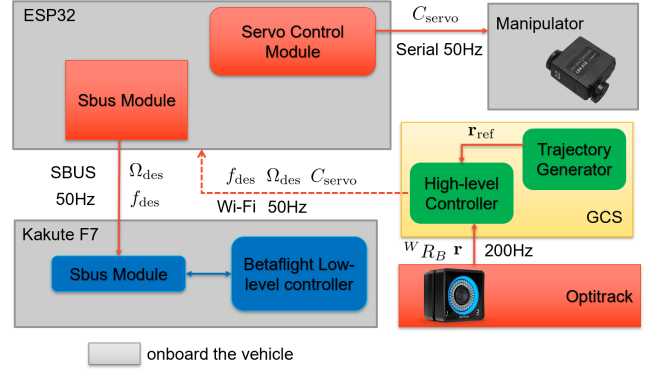 ESP32
Servo Control
Module
C_servo
Serial 50Hz
Manipulator
Sbus Module
SBUS
50Hz
Ω_des
f_des
f_des Ω_des C_servo
Wi-Fi 50Hz
r_ref
Trajectory
Generator
High-level
Controller
GCS
^W R_B r
200Hz
Optitrack
Kakute F7
Sbus Module
Betaflight Low-
level controller
onboard the vehicle